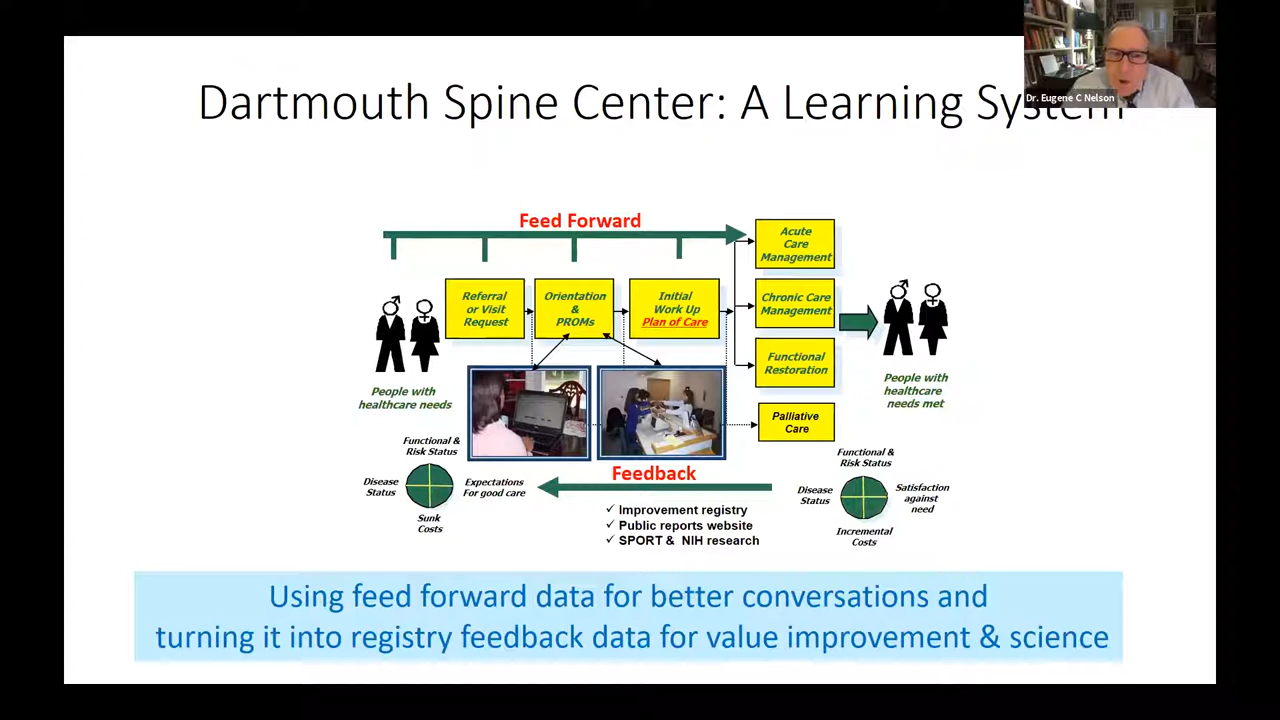 Dartmouth Spine Center: A Learning System
Dr. Eugene C Nelson
Feed Forward
Referral
or Visit
Request
Orientation
&
PROMs
Initial
Work Up
Plan of Care
Acute
Care
Management
Chronic Care
Management
Functional
Restoration
Palliative
Care
People with
healthcare needs
People with
healthcare
needs met
Functional &
Risk Status
Disease
Status
Expectations
For good care
Sunk
Costs
Feedback
✓ Improvement registry
✓ Public reports website
✓ SPORT & NIH research
Functional &
Risk Status
Disease
Status
Satisfaction
against
need
Incremental
Costs
Using feed forward data for better conversations and
turning it into registry feedback data for value improvement & science